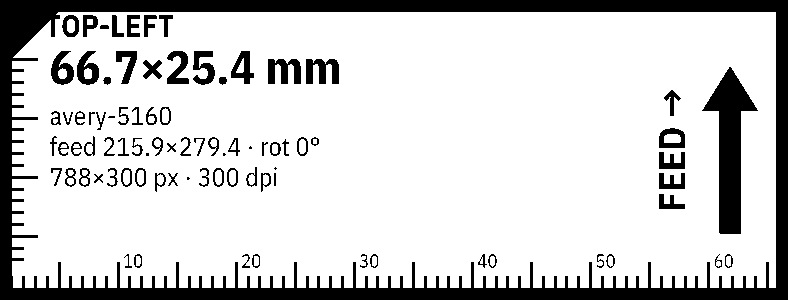 TOP-LEFT
66.7×25.4 mm
avery-5160
feed 215.9×279.4 · rot 0°
788×300 px · 300 dpi
FEED →
10 20 30 40 50 60